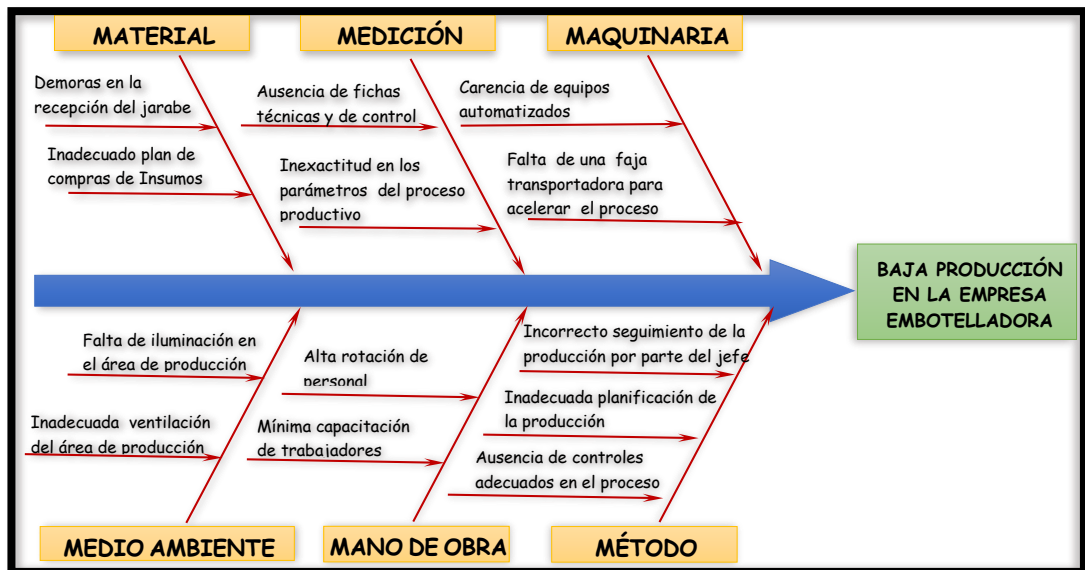 MATERIAL
MEDICIÓN
MAQUINARIA
Demoras en la
recepción del jarabe
Inadecuado plan de
compras de Insumos
Ausencia de fichas
técnicas y de control
Inexactitud en los
parámetros del proceso
productivo
Carencia de equipos
automatizados
Falta de una faja
transportadora para
acelerar el proceso
BAJA PRODUCCIÓN
EN LA EMPRESA
EMBOTELLADORA
Falta de iluminación en
el área de producción
Inadecuada ventilación
del área de producción
Alta rotación de
personal
Mínima capacitación
de trabajadores
Incorrecto seguimiento de la
producción por parte del jefe
Inadecuada planificación de
la producción
Ausencia de controles
adecuados en el proceso
MEDIO AMBIENTE
MANO DE OBRA
MÉTODO